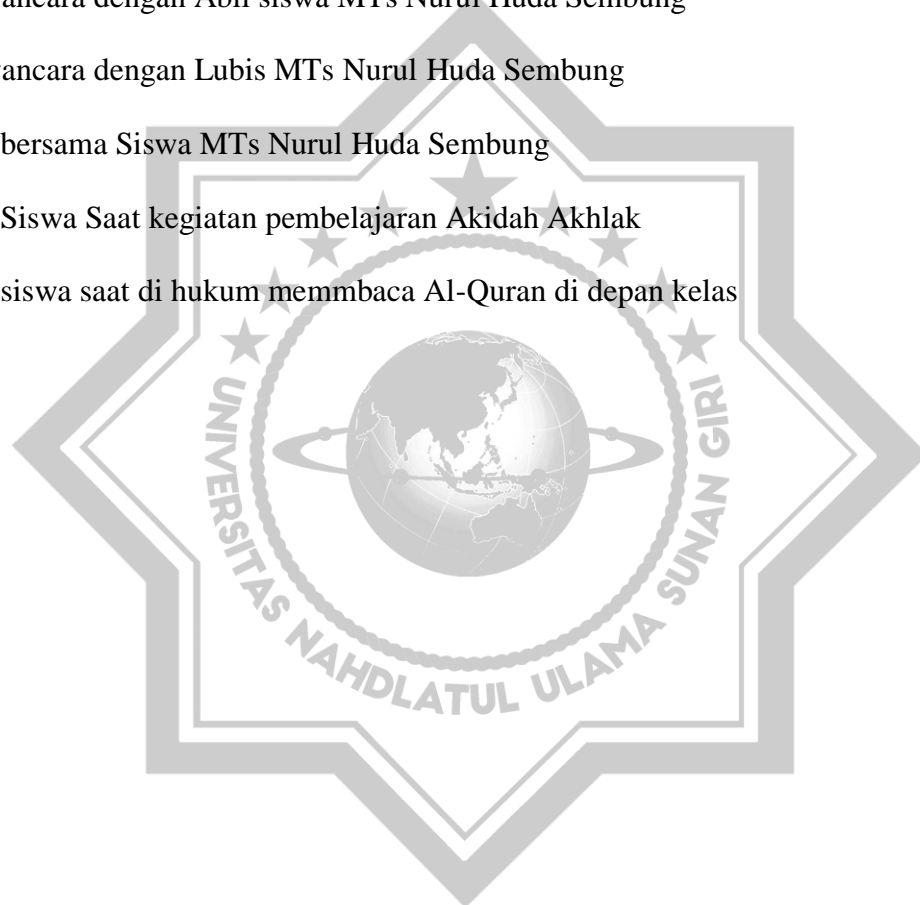 ancara dengan siswa MTs Nurul Huda Sembung
ancara dengan Lubis MTs Nurul Huda Sembung
bersama Siswa MTs Nurul Huda Sembung
Siswa Saat kegiatan pembelajaran Akidah Akhlak
siswa saat di hukum memmbaca Al-Quran di depan kelas
UNIVERSITAS NAHDLATUL ULAMA SUNAN GIRI